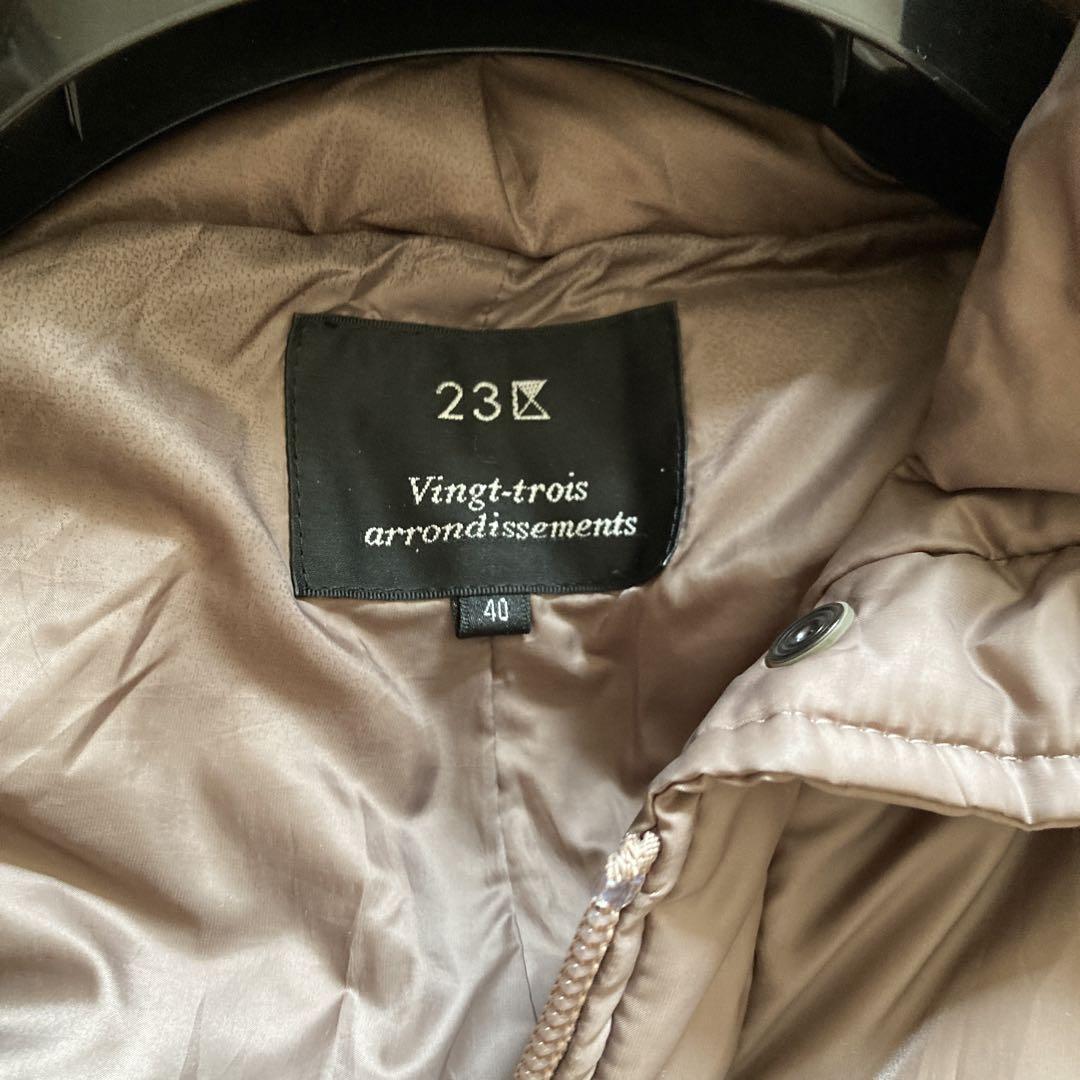 23区
Vingt-trois
arrondissements
40